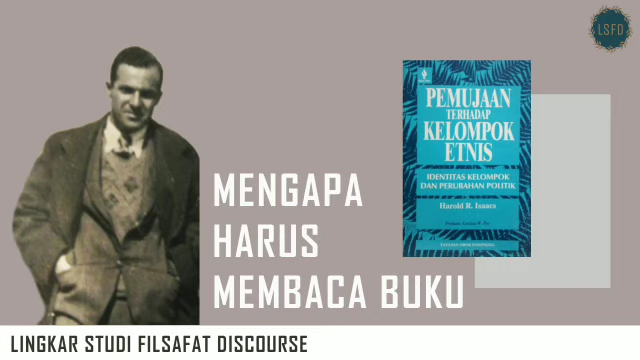 LSFD
PEMUJAAN
TERHADAP
KELOMPOK
ETNIS
IDENTITAS KELOMPOK
DAN PERUBAHAN POLITIK
Harold R. Isaacs
MENGAPA
HARUS
MEMBACA BUKU
LINGKAR STUDI FILSAFAT DISCOURSE